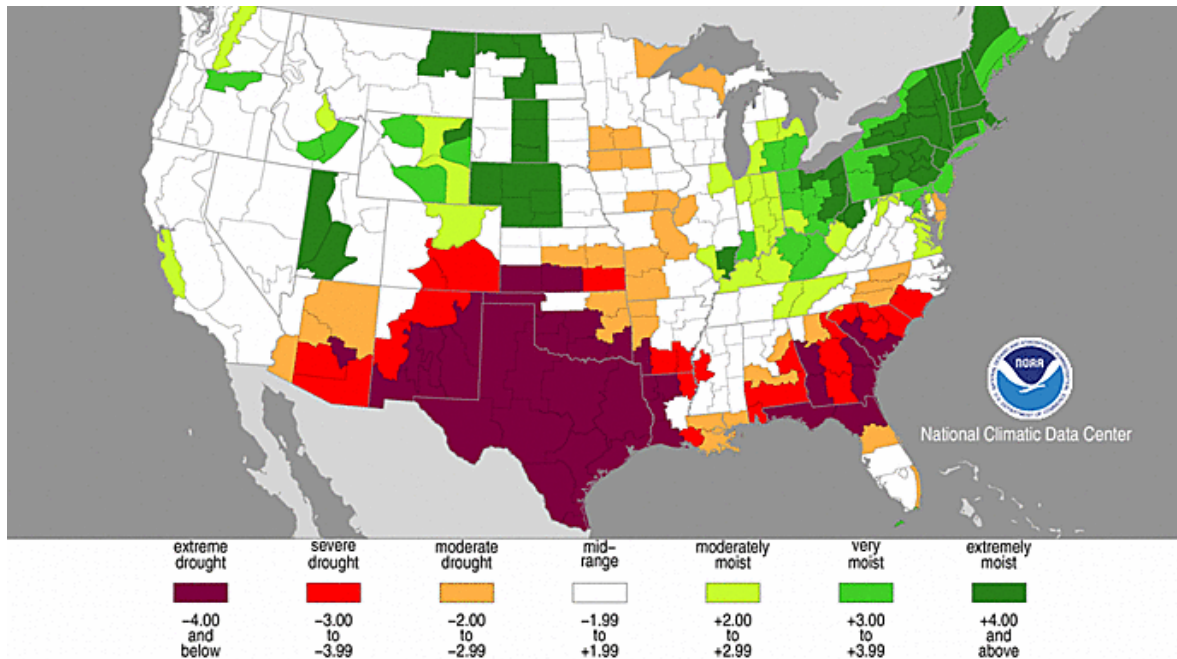 NOAA
National Climatic Data Center
extreme drought
severe drought
moderate drought
mid-range
moderately moist
very moist
extremely moist
−4.00 and below
−3.00 to −3.99
−2.00 to −2.99
−1.99 to +1.99
+2.00 to +2.99
+3.00 to +3.99
+4.00 and above